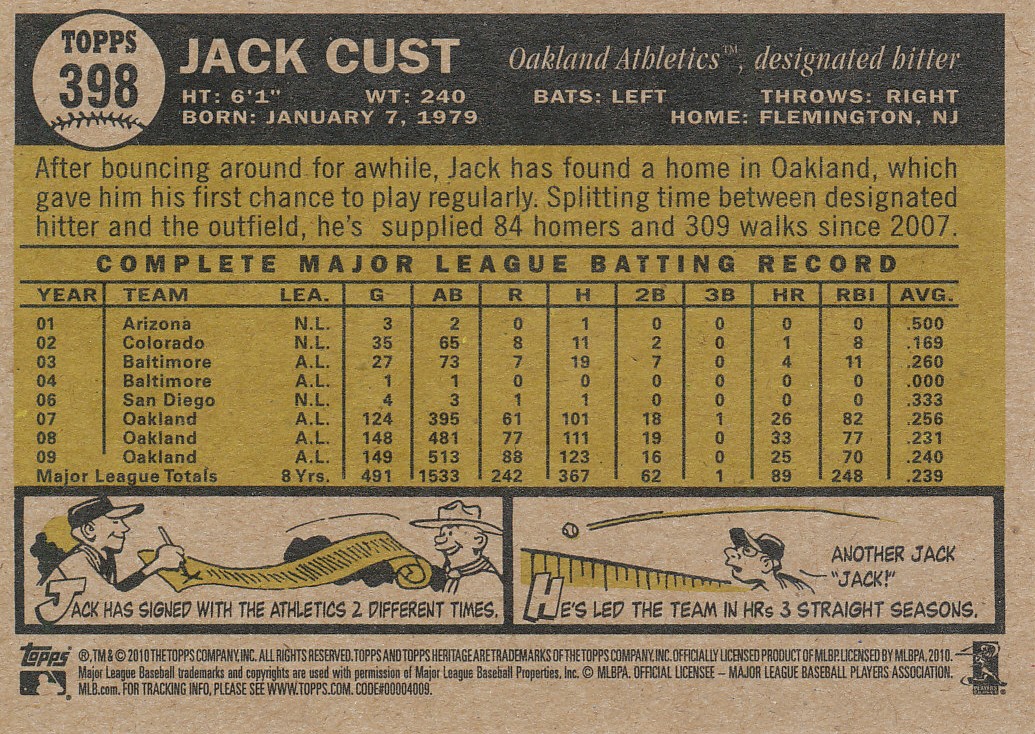 TOPPS
398
JACK CUST
Oakland Athletics™, designated hitter
HT: 6'1" WT: 240 BATS: LEFT THROWS: RIGHT
BORN: JANUARY 7, 1979 HOME: FLEMINGTON, NJ
After bouncing around for awhile, Jack has found a home in Oakland, which
gave him his first chance to play regularly. Splitting time between designated
hitter and the outfield, he's supplied 84 homers and 309 walks since 2007.
COMPLETE MAJOR LEAGUE BATTING RECORD
YEAR TEAM LEA. G AB R H 2B 3B HR RBI AVG.
01 Arizona N.L. 3 2 0 1 0 0 0 0 .500
02 Colorado N.L. 35 65 8 11 2 0 1 8 .169
03 Baltimore A.L. 27 73 7 19 7 0 4 11 .260
04 Baltimore A.L. 1 1 0 0 0 0 0 0 .000
06 San Diego N.L. 4 3 1 1 0 0 0 0 .333
07 Oakland A.L. 124 395 61 101 18 1 26 82 .256
08 Oakland A.L. 148 481 77 111 19 0 33 77 .231
09 Oakland A.L. 149 513 88 123 16 0 25 70 .240
Major League Totals 8 Yrs. 491 1533 242 367 62 1 89 248 .239
JACK HAS SIGNED WITH THE ATHLETICS 2 DIFFERENT TIMES.
ANOTHER JACK
"JACK!"
HE'S LED THE TEAM IN HRs 3 STRAIGHT SEASONS.
topps ®, TM & © 2010 THE TOPPS COMPANY, INC. ALL RIGHTS RESERVED. TOPPS AND TOPPS HERITAGE ARE TRADEMARKS OF THE TOPPS COMPANY, INC. OFFICIALLY LICENSED PRODUCT OF MLBP. LICENSED BY MLBPA, 2010.
Major League Baseball trademarks and copyrights are used with permission of Major League Baseball Properties, Inc. © MLBPA. OFFICIAL LICENSEE – MAJOR LEAGUE BASEBALL PLAYERS ASSOCIATION.
MLB.com. FOR TRACKING INFO, PLEASE SEE WWW.TOPPS.COM. CODE#00004009.